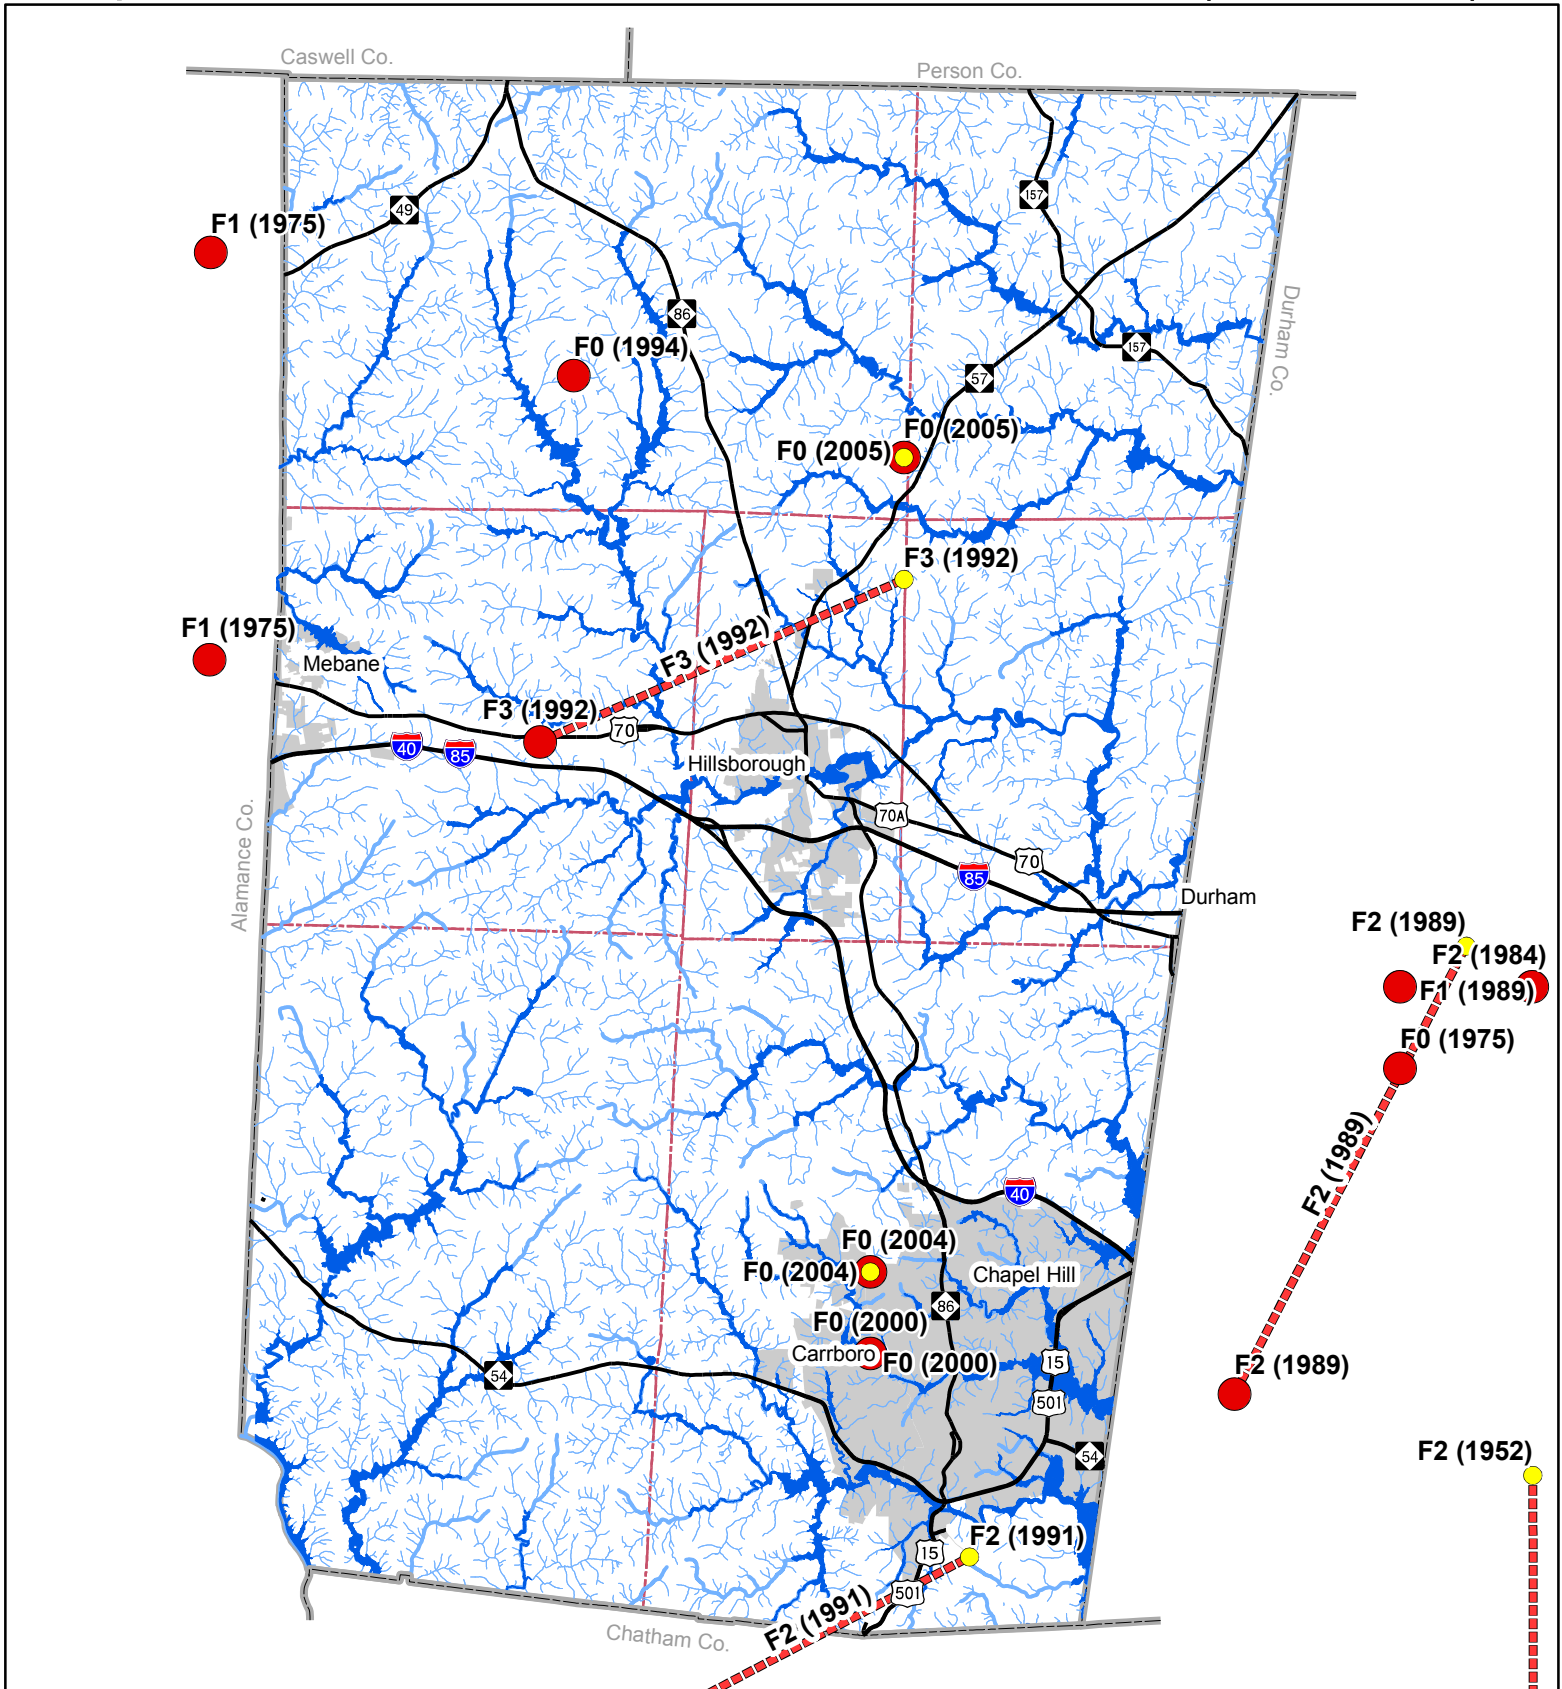 Caswell Co.
Person Co.
157
49
F1 (1975)
86
Durham Co.
F0 (1994)
157
57
F0 (2005)
F0 (2005)
F3 (1992)
F1 (1975)
F3 (1992)
Mebane
F3 (1992)
70
40
85
Hillsborough
Alamance Co.
70A
70
85
Durham
F2 (1989)
F2 (1984)
F1 (1989)
F0 (1975)
F2 (1989)
40
F0 (2004)
F0 (2004)
Chapel Hill
86
F0 (2000)
Carrboro
F0 (2000)
15
F2 (1989)
54
501
F2 (1952)
54
F2 (1991)
15
501
F2 (1991)
Chatham Co.